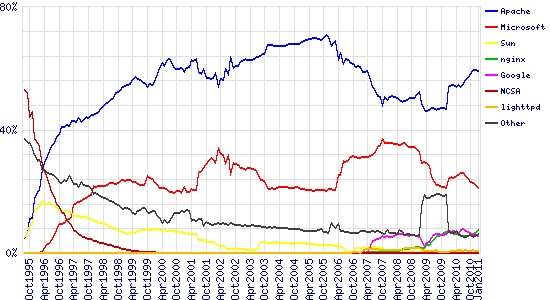 80%
40%
0%
Apache
Microsoft
Sun
nginx
Google
NCSA
lighttpd
Other
Oct1995
Apr1996
Oct1996
Apr1997
Oct1997
Apr1998
Oct1998
Apr1999
Oct1999
Apr2000
Oct2000
Apr2001
Oct2001
Apr2002
Oct2002
Apr2003
Oct2003
Apr2004
Oct2004
Apr2005
Oct2005
Apr2006
Oct2006
Apr2007
Oct2007
Apr2008
Oct2008
Apr2009
Oct2009
Apr2010
Oct2010
Jan2011